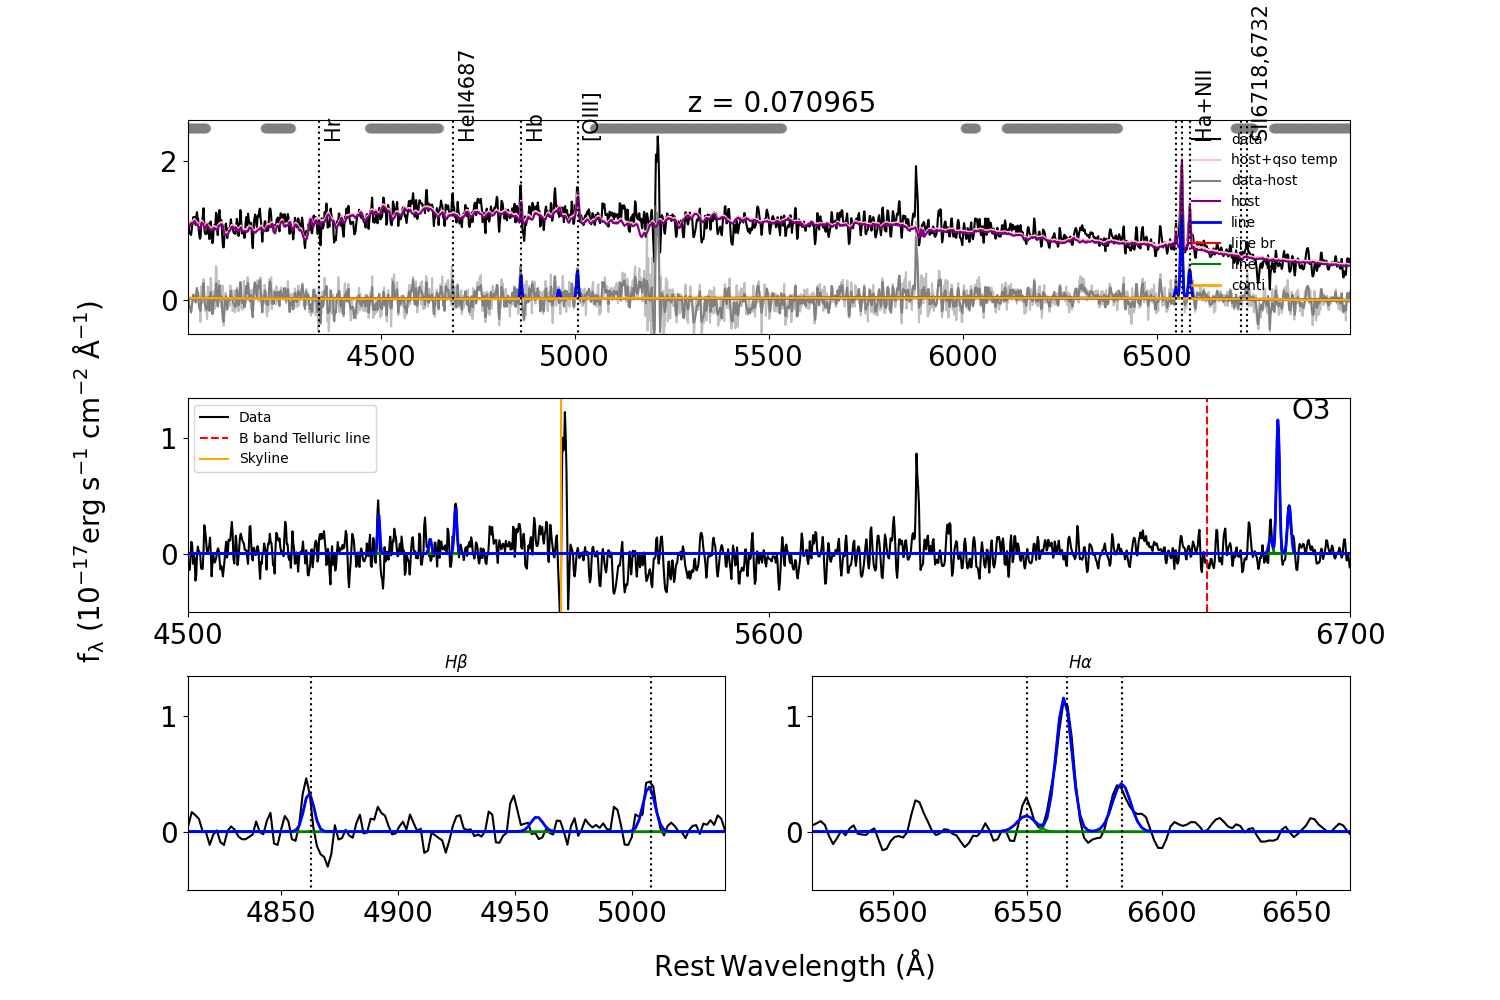 z = 0.070965
Hr
HeII4687
Hb
[OIII]
Ha+NII
SII6718,6732
data
host+qso temp
data-host
host
line
line br
line
conti
2
0
4500
5000
5500
6000
6500
O3
Data
B band Telluric line
Skyline
1
0
4500
5600
6700
fλ (10−17erg s−1 cm−2 Å−1)
Hβ
1
0
4850
4900
4950
5000
Hα
1
0
6500
6550
6600
6650
Rest Wavelength (Å)